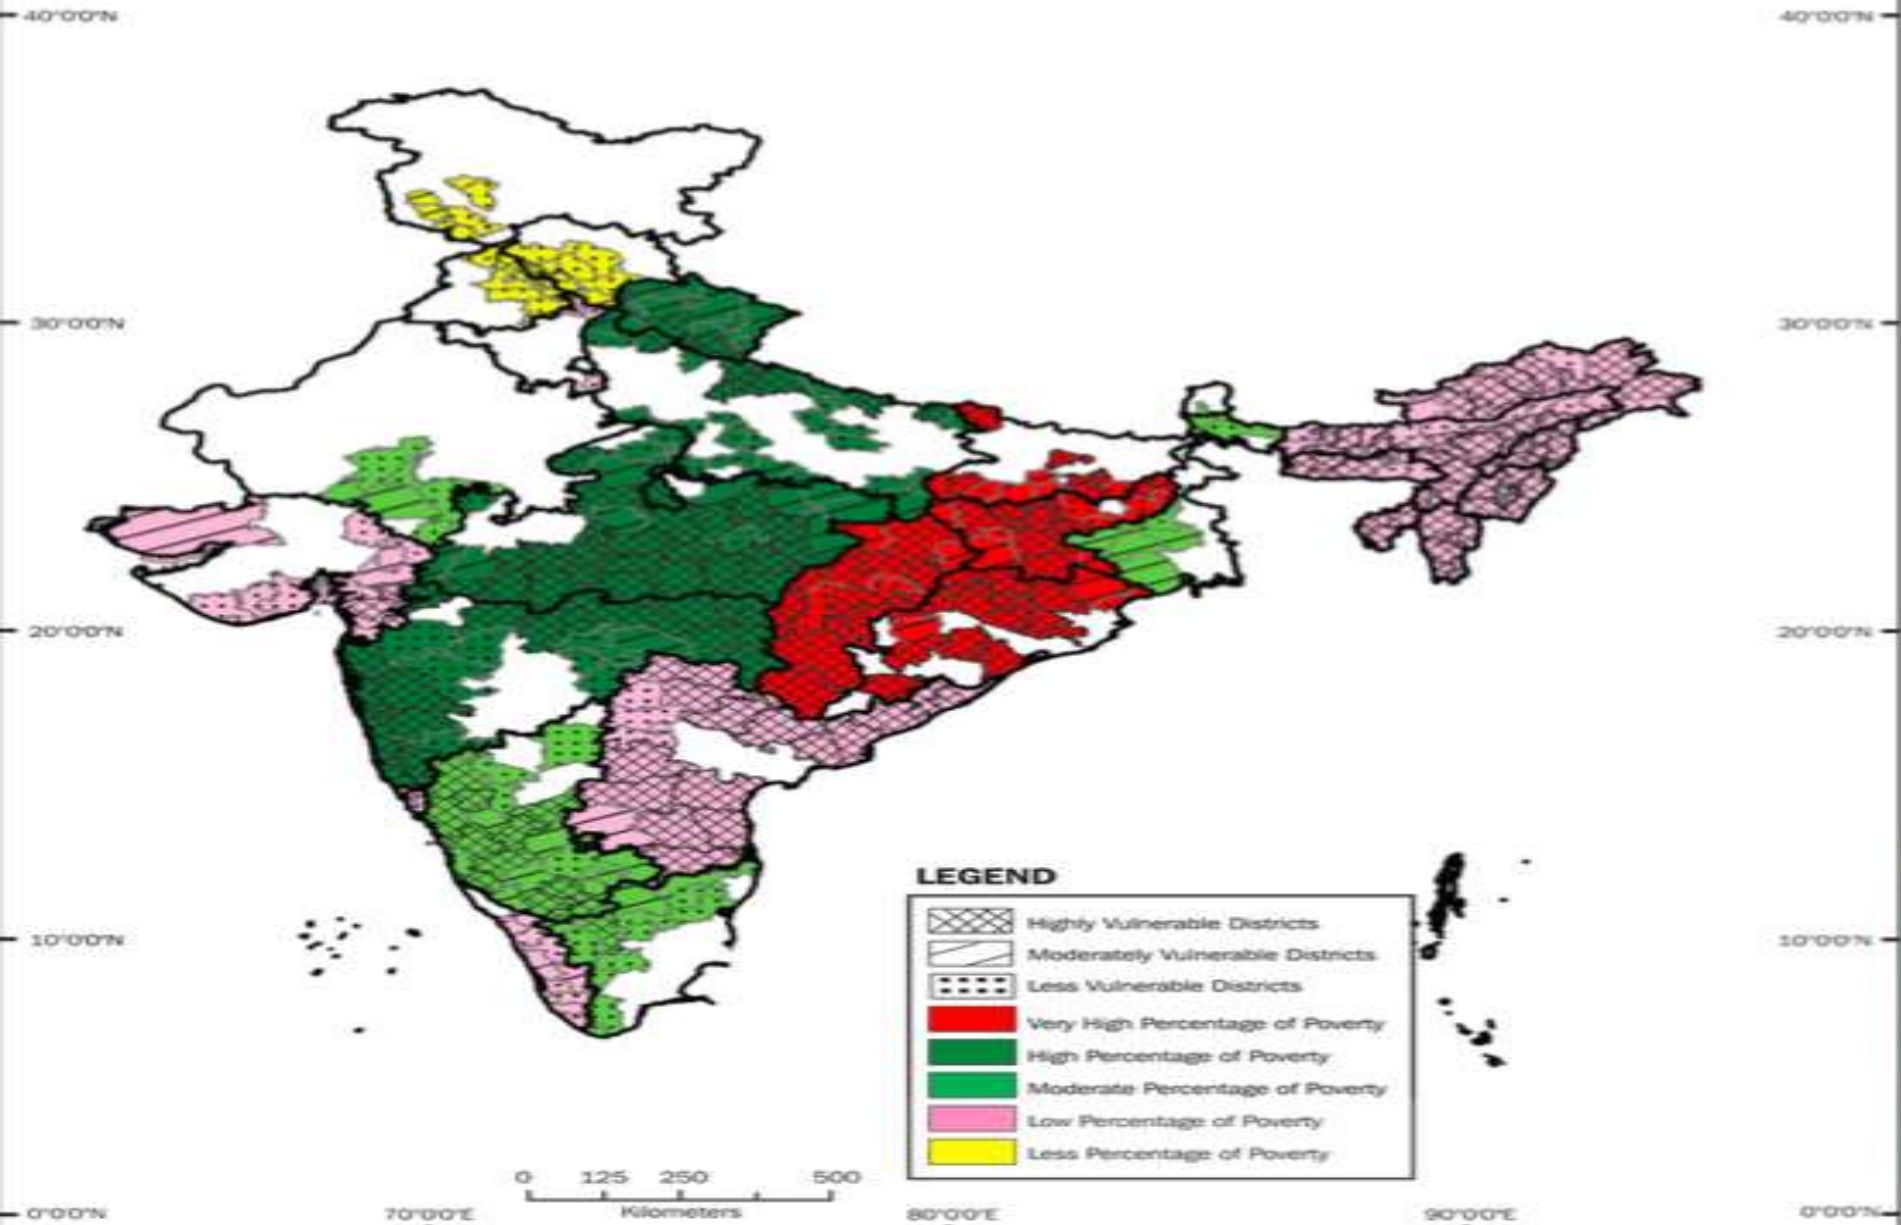 40°0'0"N
40°0'0"N
30°0'0"N
30°0'0"N
20°0'0"N
20°0'0"N
LEGEND
Highly Vulnerable Districts
10°0'0"N
10°0'0"N
Moderately Vulnerable Districts
Less Vulnerable Districts
Very High Percentage of Poverty
High Percentage of Poverty
Moderate Percentage of Poverty
Low Percentage of Poverty
Less Percentage of Poverty
0 125 250 500
Kilometers
0°0'0"N
70°0'0"E
80°0'0"E
90°0'0"E
0°0'0"N